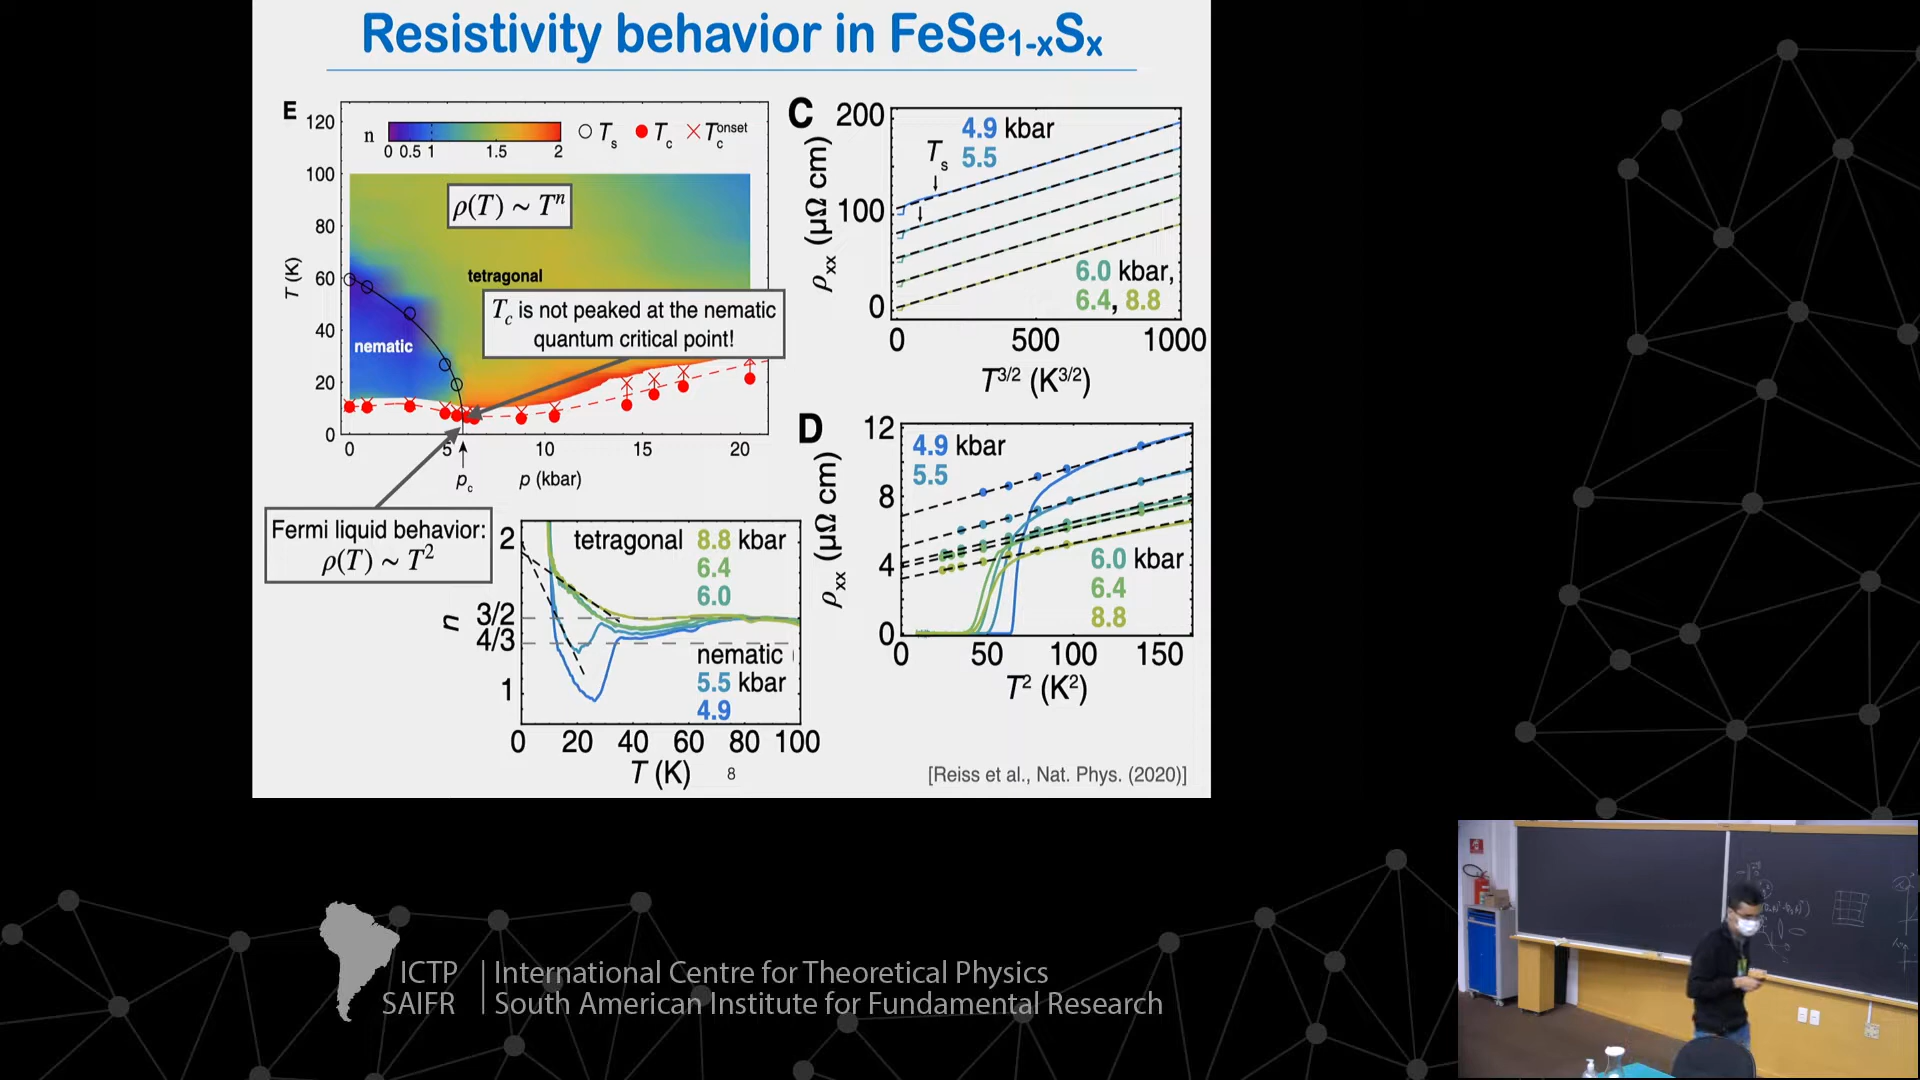 Resistivity behavior in FeSe1-xSx
E
n
0 0.5 1 1.5 2
Ts Tc Tc onset
120
100
80
60
40
20
0
T (K)
ρ(T) ~ Tⁿ
tetragonal
Tc is not peaked at the nematic
quantum critical point!
nematic
0 5 10 15 20
pc p (kbar)
Fermi liquid behavior:
ρ(T) ~ T²
2
3/2
4/3
1
n
tetragonal 8.8 kbar
6.4
6.0
nematic
5.5 kbar
4.9
0 20 40 60 80 100
T (K)
8
C
200
100
0
ρxx (μΩ cm)
4.9 kbar
5.5
Ts
6.0 kbar,
6.4, 8.8
0 500 1000
T3/2 (K3/2)
D
12
8
4
0
ρxx (μΩ cm)
4.9 kbar
5.5
6.0 kbar
6.4
8.8
0 50 100 150
T² (K²)
[Reiss et al., Nat. Phys. (2020)]
ICTP
SAIFR
International Centre for Theoretical Physics
South American Institute for Fundamental Research